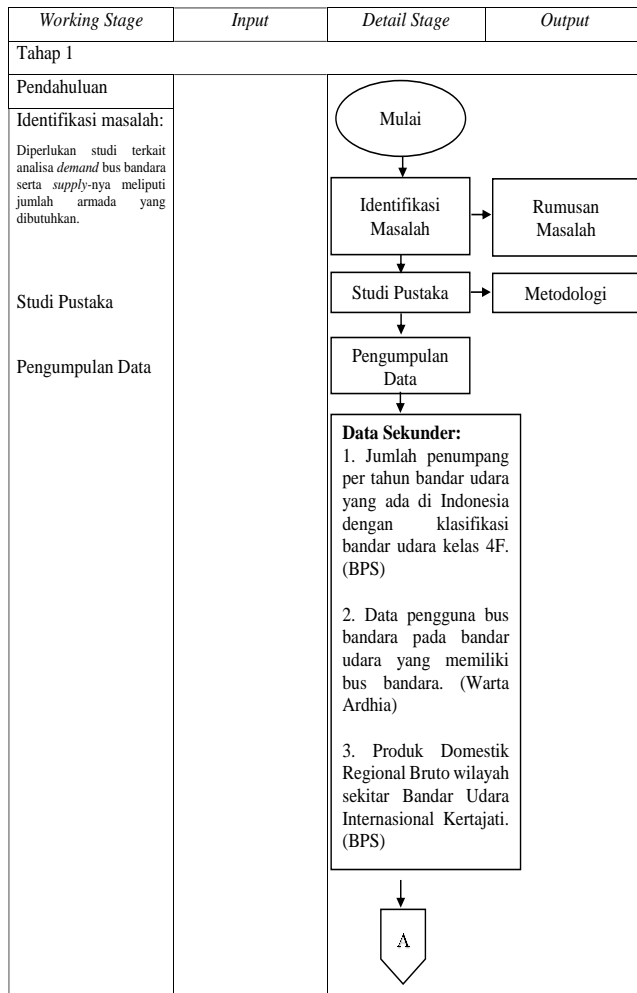 Working Stage Input Detail Stage Output
Tahap 1
Pendahuluan
Identifikasi masalah:
Diperlukan studi terkait
analisa demand bus bandara
serta supply-nya meliputi
jumlah armada yang
dibutuhkan.
Studi Pustaka
Pengumpulan Data
Mulai
Identifikasi
Masalah
Rumusan
Masalah
Studi Pustaka
Metodologi
Pengumpulan
Data
Data Sekunder:
1. Jumlah penumpang
per tahun bandar udara
yang ada di Indonesia
dengan klasifikasi
bandar udara kelas 4F.
(BPS)
2. Data pengguna bus
bandara pada bandar
udara yang memiliki
bus bandara. (Warta
Ardhia)
3. Produk Domestik
Regional Bruto wilayah
sekitar Bandar Udara
Internasional Kertajati.
(BPS)
A